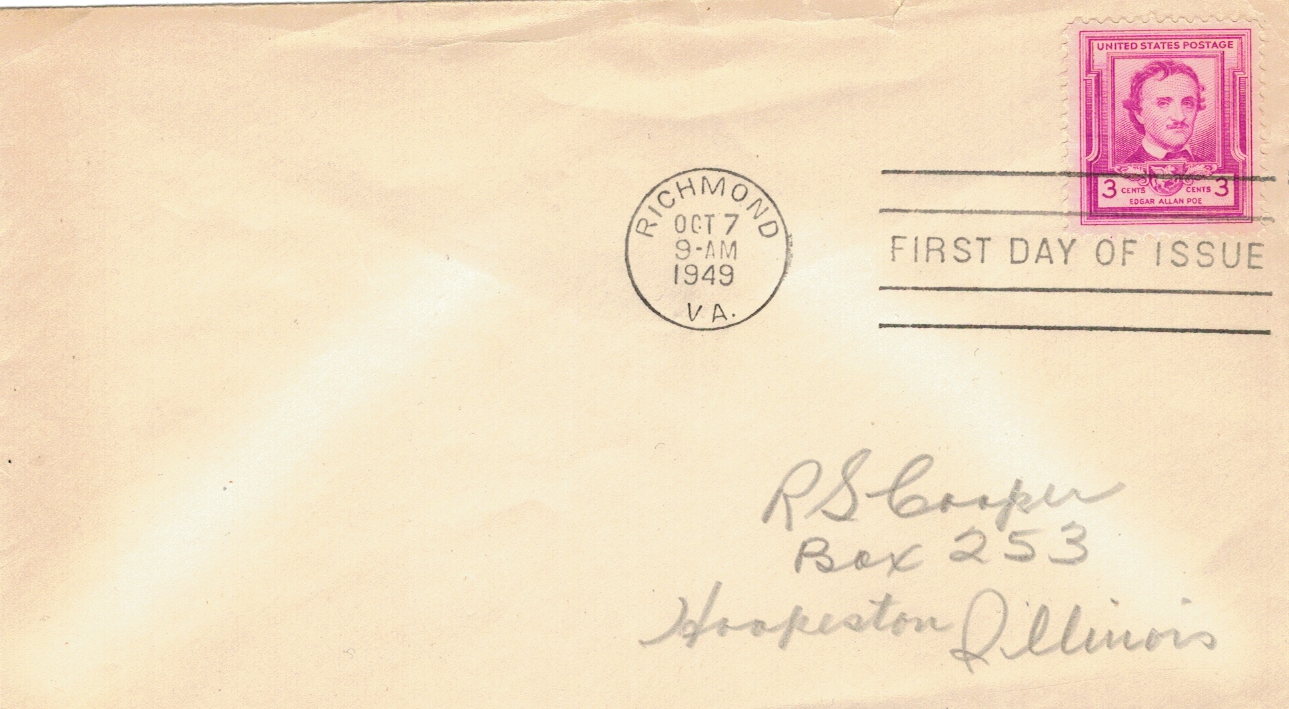 UNITED STATES POSTAGE
3 CENTS CENTS 3
EDGAR ALLAN POE
RICHMOND
OCT 7
9-AM
1949
VA.
FIRST DAY OF ISSUE
R S Cooper
Box 253
Hoopeston Illinois